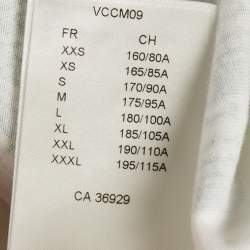 VCCM09
FR CH
XXS 160/80A
XS 165/85A
S 170/90A
M 175/95A
L 180/100A
XL 185/105A
XXL 190/110A
XXXL 195/115A
CA 36929